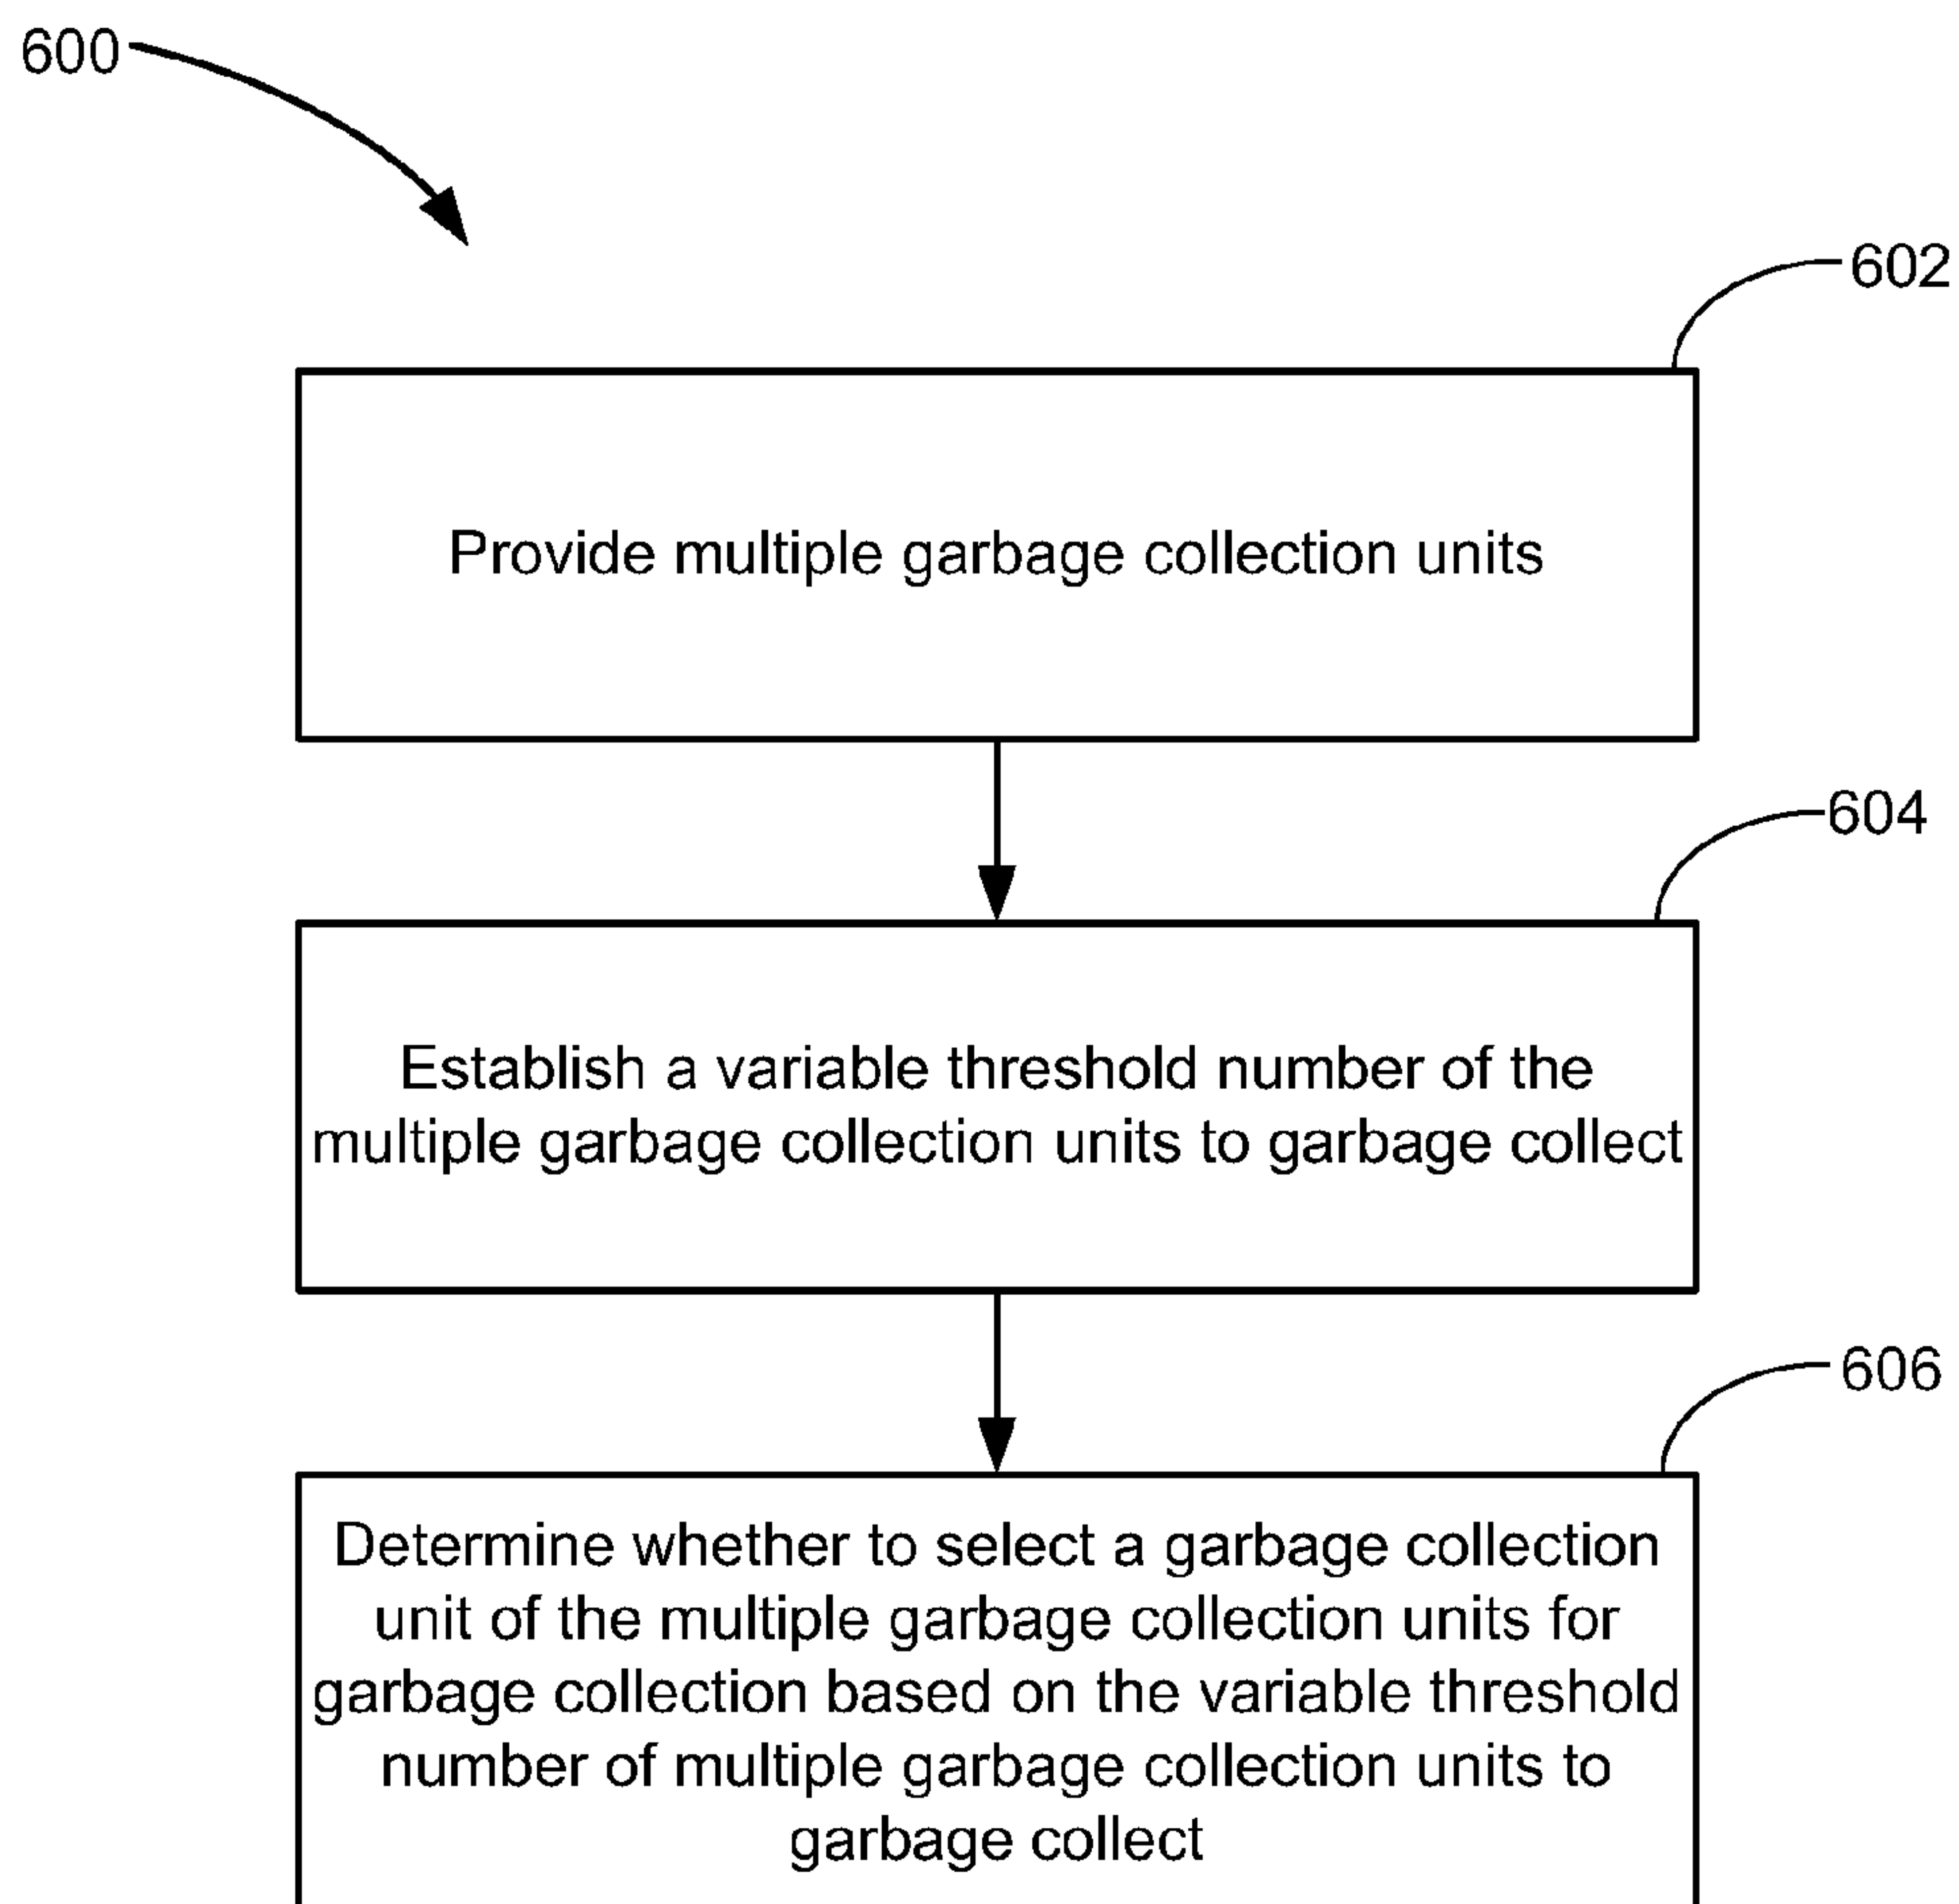 600
602
Provide multiple garbage collection units
604
Establish a variable threshold number of the
multiple garbage collection units to garbage collect
606
Determine whether to select a garbage collection
unit of the multiple garbage collection units for
garbage collection based on the variable threshold
number of multiple garbage collection units to
garbage collect